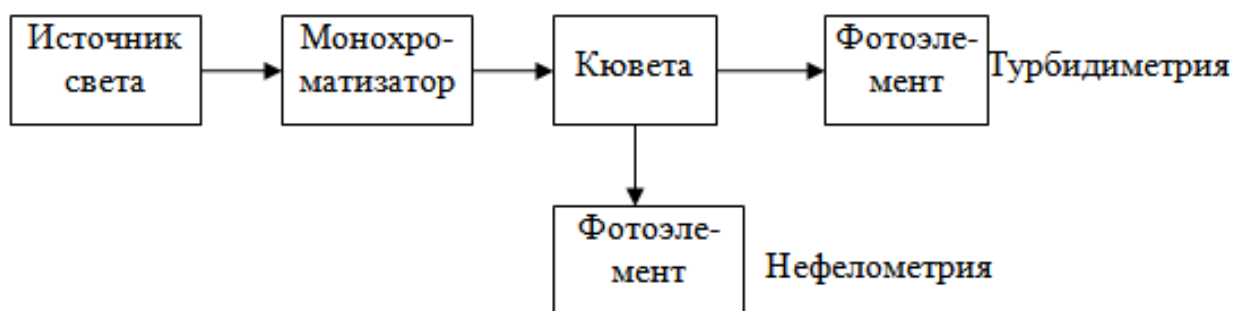 Источник
света
Монохро-
матизатор
Кювета
Фотоэле-
мент
Турбидиметрия
Фотоэле-
мент
Нефелометрия